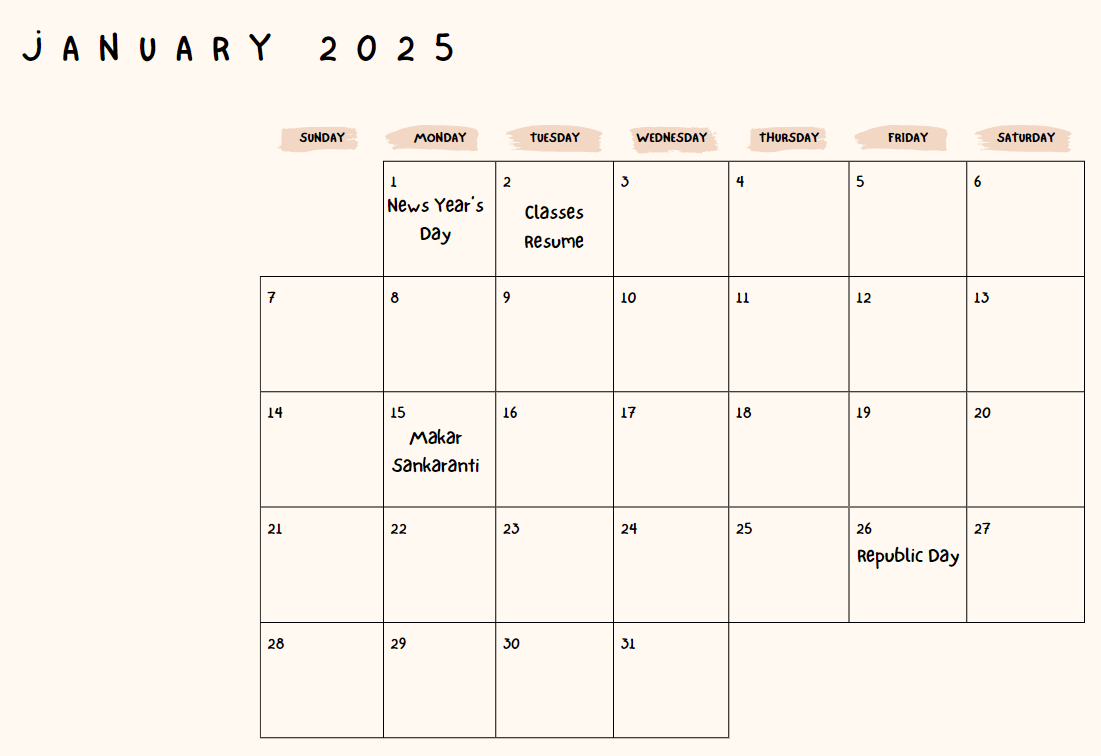 JANUARY 2025
SUNDAY MONDAY TUESDAY WEDNESDAY THURSDAY FRIDAY SATURDAY
1 2 3 4 5 6
News Year's Classes
Day Resume
7 8 9 10 11 12 13
14 15 16 17 18 19 20
Makar
Sankaranti
21 22 23 24 25 26 27
Republic Day
28 29 30 31